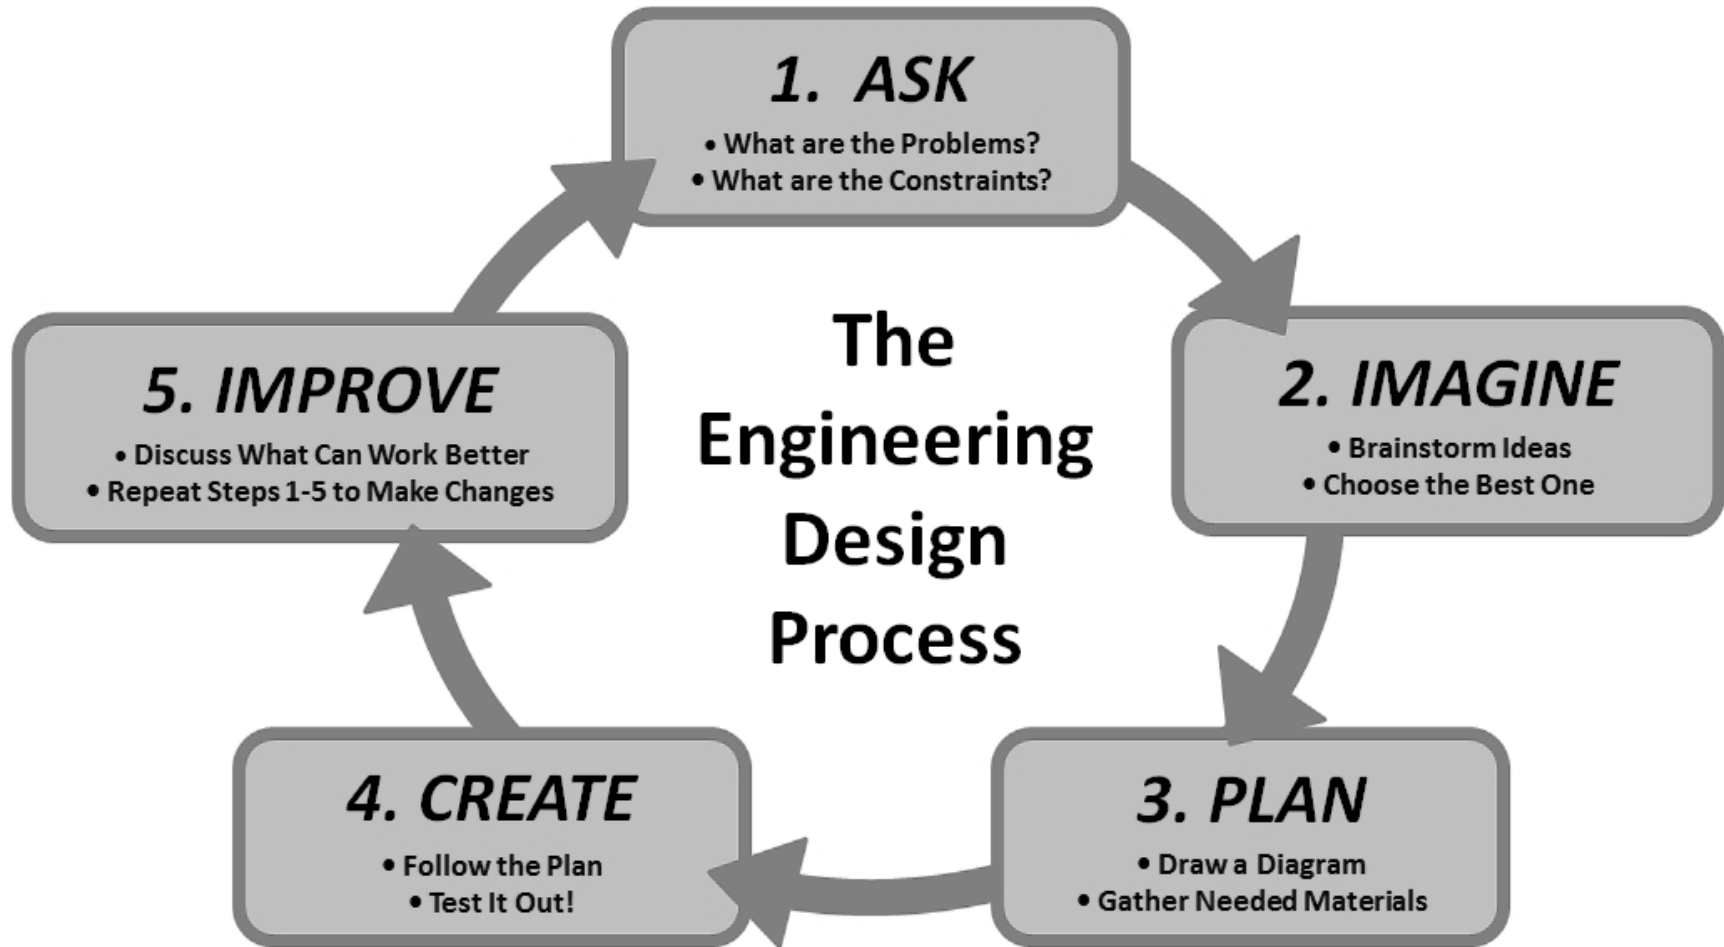 1. ASK
• What are the Problems?
• What are the Constraints?
The
Engineering
Design
Process
2. IMAGINE
• Brainstorm Ideas
• Choose the Best One
3. PLAN
• Draw a Diagram
• Gather Needed Materials
4. CREATE
• Follow the Plan
• Test It Out!
5. IMPROVE
• Discuss What Can Work Better
• Repeat Steps 1-5 to Make Changes